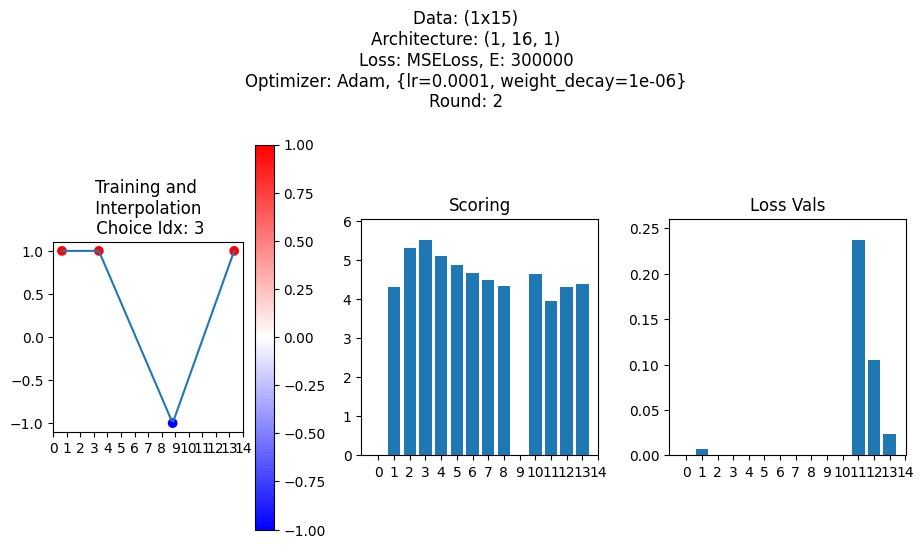 Data: (1x15)
Architecture: (1, 16, 1)
Loss: MSELoss, E: 300000
Optimizer: Adam, {lr=0.0001, weight_decay=1e-06}
Round: 2
Training and
Interpolation
Choice Idx: 3
1.0
0.5
0.0
−0.5
−1.0
0 1 2 3 4 5 6 7 8 9 10 11 12 13 14
1.00
0.75
0.50
0.25
0.00
−0.25
−0.50
−0.75
−1.00
Scoring
6
5
4
3
2
1
0
0 1 2 3 4 5 6 7 8 9 10 11 12 13 14
Loss Vals
0.25
0.20
0.15
0.10
0.05
0.00
0 1 2 3 4 5 6 7 8 9 10 11 12 13 14